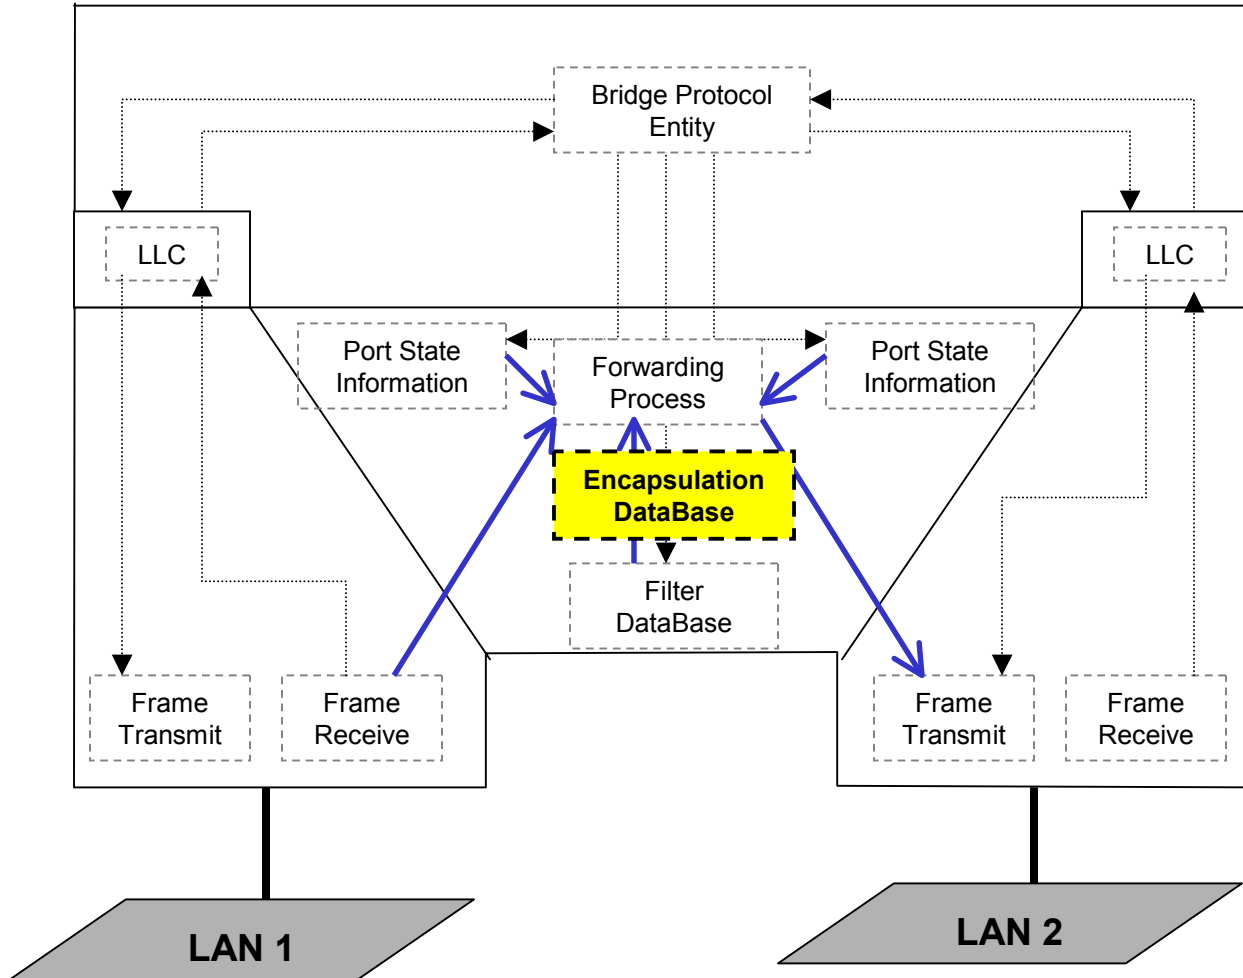 Bridge Protocol
Entity
LLC
LLC
Port State
Information
Forwarding
Process
Port State
Information
Encapsulation
DataBase
Filter
DataBase
Frame
Transmit
Frame
Receive
Frame
Transmit
Frame
Receive
LAN 1
LAN 2